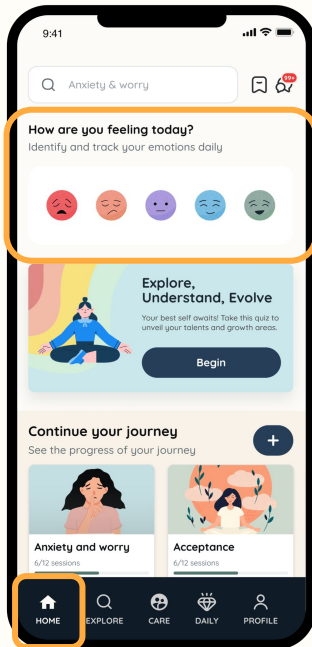 9:41
Anxiety & worry
99+
How are you feeling today?
Identify and track your emotions daily
Explore,
Understand, Evolve
Your best self awaits! Take this quiz to
unveil your talents and growth areas.
Begin
Continue your journey
See the progress of your journey
+
Anxiety and worry
6/12 sessions
Acceptance
6/12 sessions
HOME
EXPLORE
CARE
DAILY
PROFILE